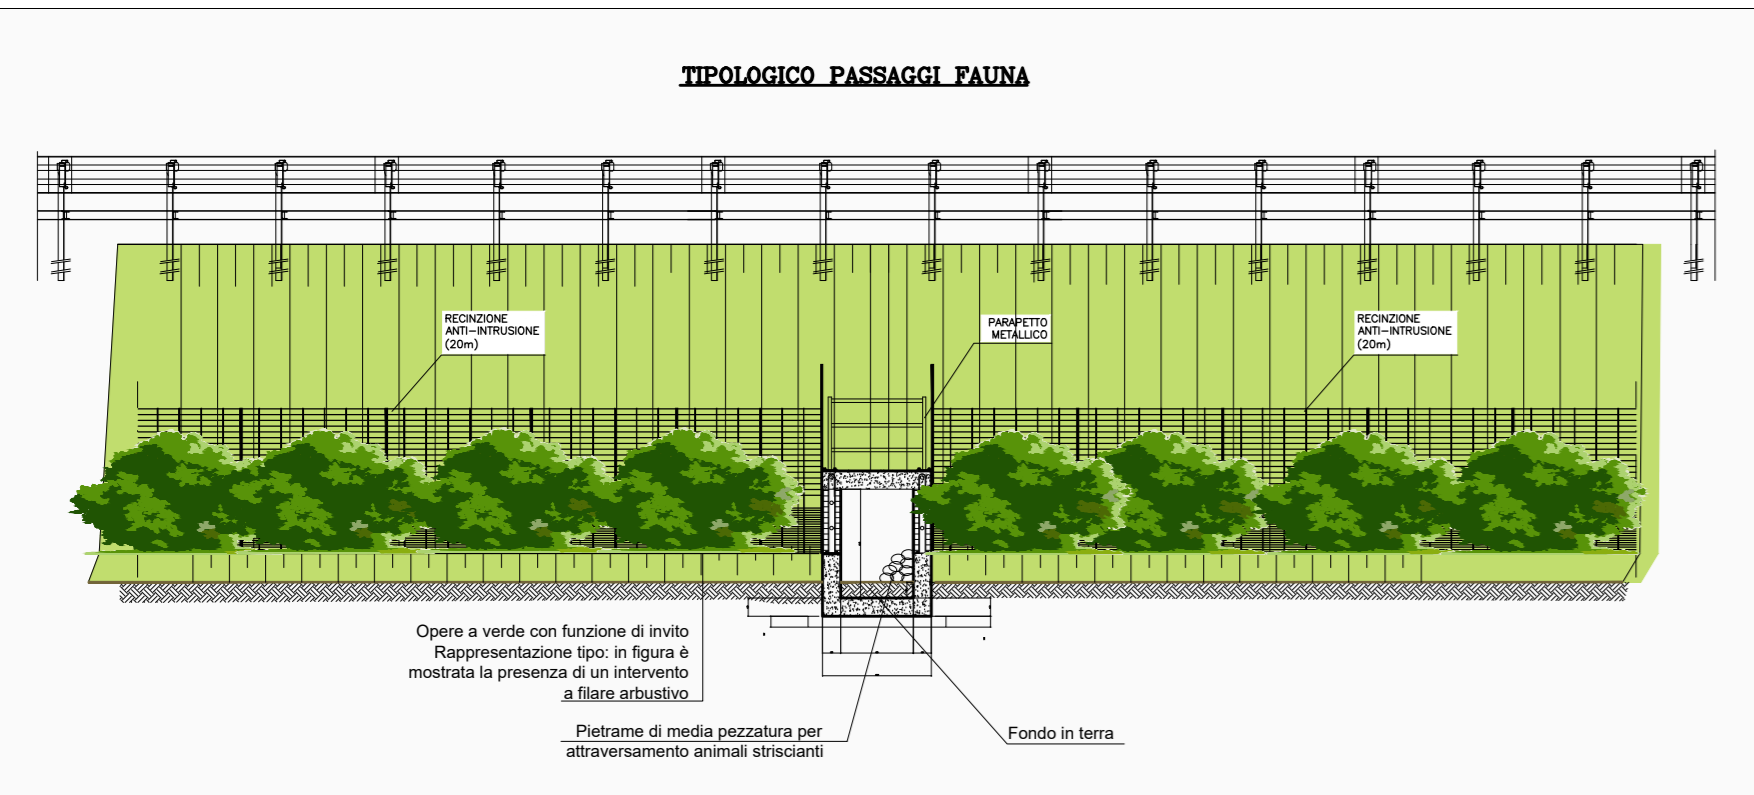 TIPOLOGICO PASSAGGI FAUNA
RECINZIONE
ANTI-INTRUSIONE
(20m)
PARAPETTO
METALLICO
RECINZIONE
ANTI-INTRUSIONE
(20m)
Opere a verde con funzione di invito
Rappresentazione tipo: in figura è
mostrata la presenza di un intervento
a filare arbustivo
Pietrame di media pezzatura per
attraversamento animali striscianti
Fondo in terra